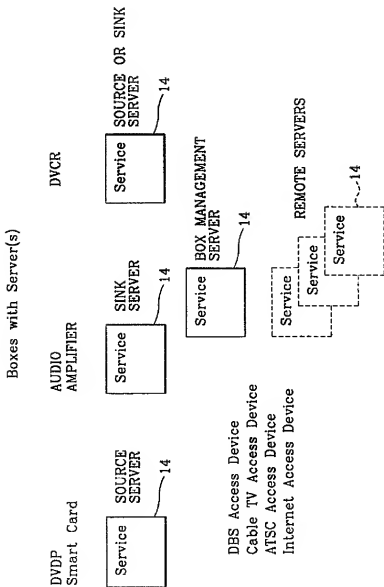 Boxes with Server(s)
DVDP
Smart Card
Service
SOURCE
SERVER
14
AUDIO
AMPLIFIER
Service
SINK
SERVER
14
DVCR
Service
SOURCE OR SINK
SERVER
14
Service
BOX MANAGEMENT
SERVER
14
DBS Access Device
Cable TV Access Device
ATSC Access Device
Internet Access Device
Service
Service
Service
REMOTE SERVERS
14